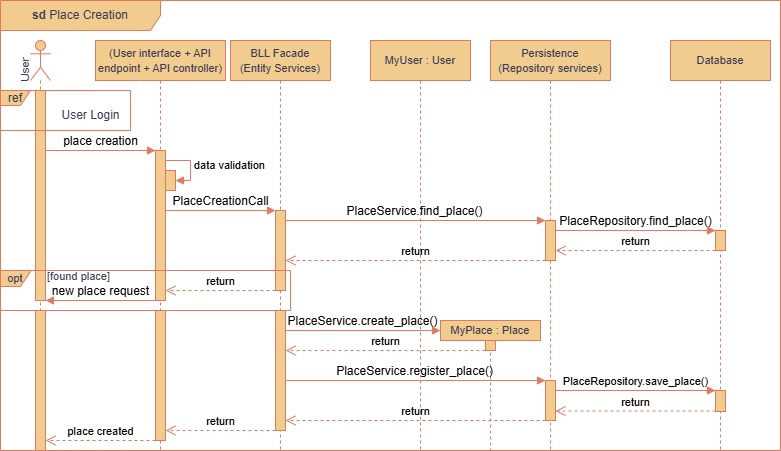 sd Place Creation
User
(User interface + API
endpoint + API controller)
BLL Facade
(Entity Services)
MyUser : User
Persistence
(Repository services)
Database
ref
User Login
place creation
data validation
PlaceCreationCall
PlaceService.find_place()
PlaceRepository.find_place()
return
return
return
opt
[found place]
new place request
PlaceService.create_place()
MyPlace : Place
return
PlaceService.register_place()
PlaceRepository.save_place()
return
return
return
place created